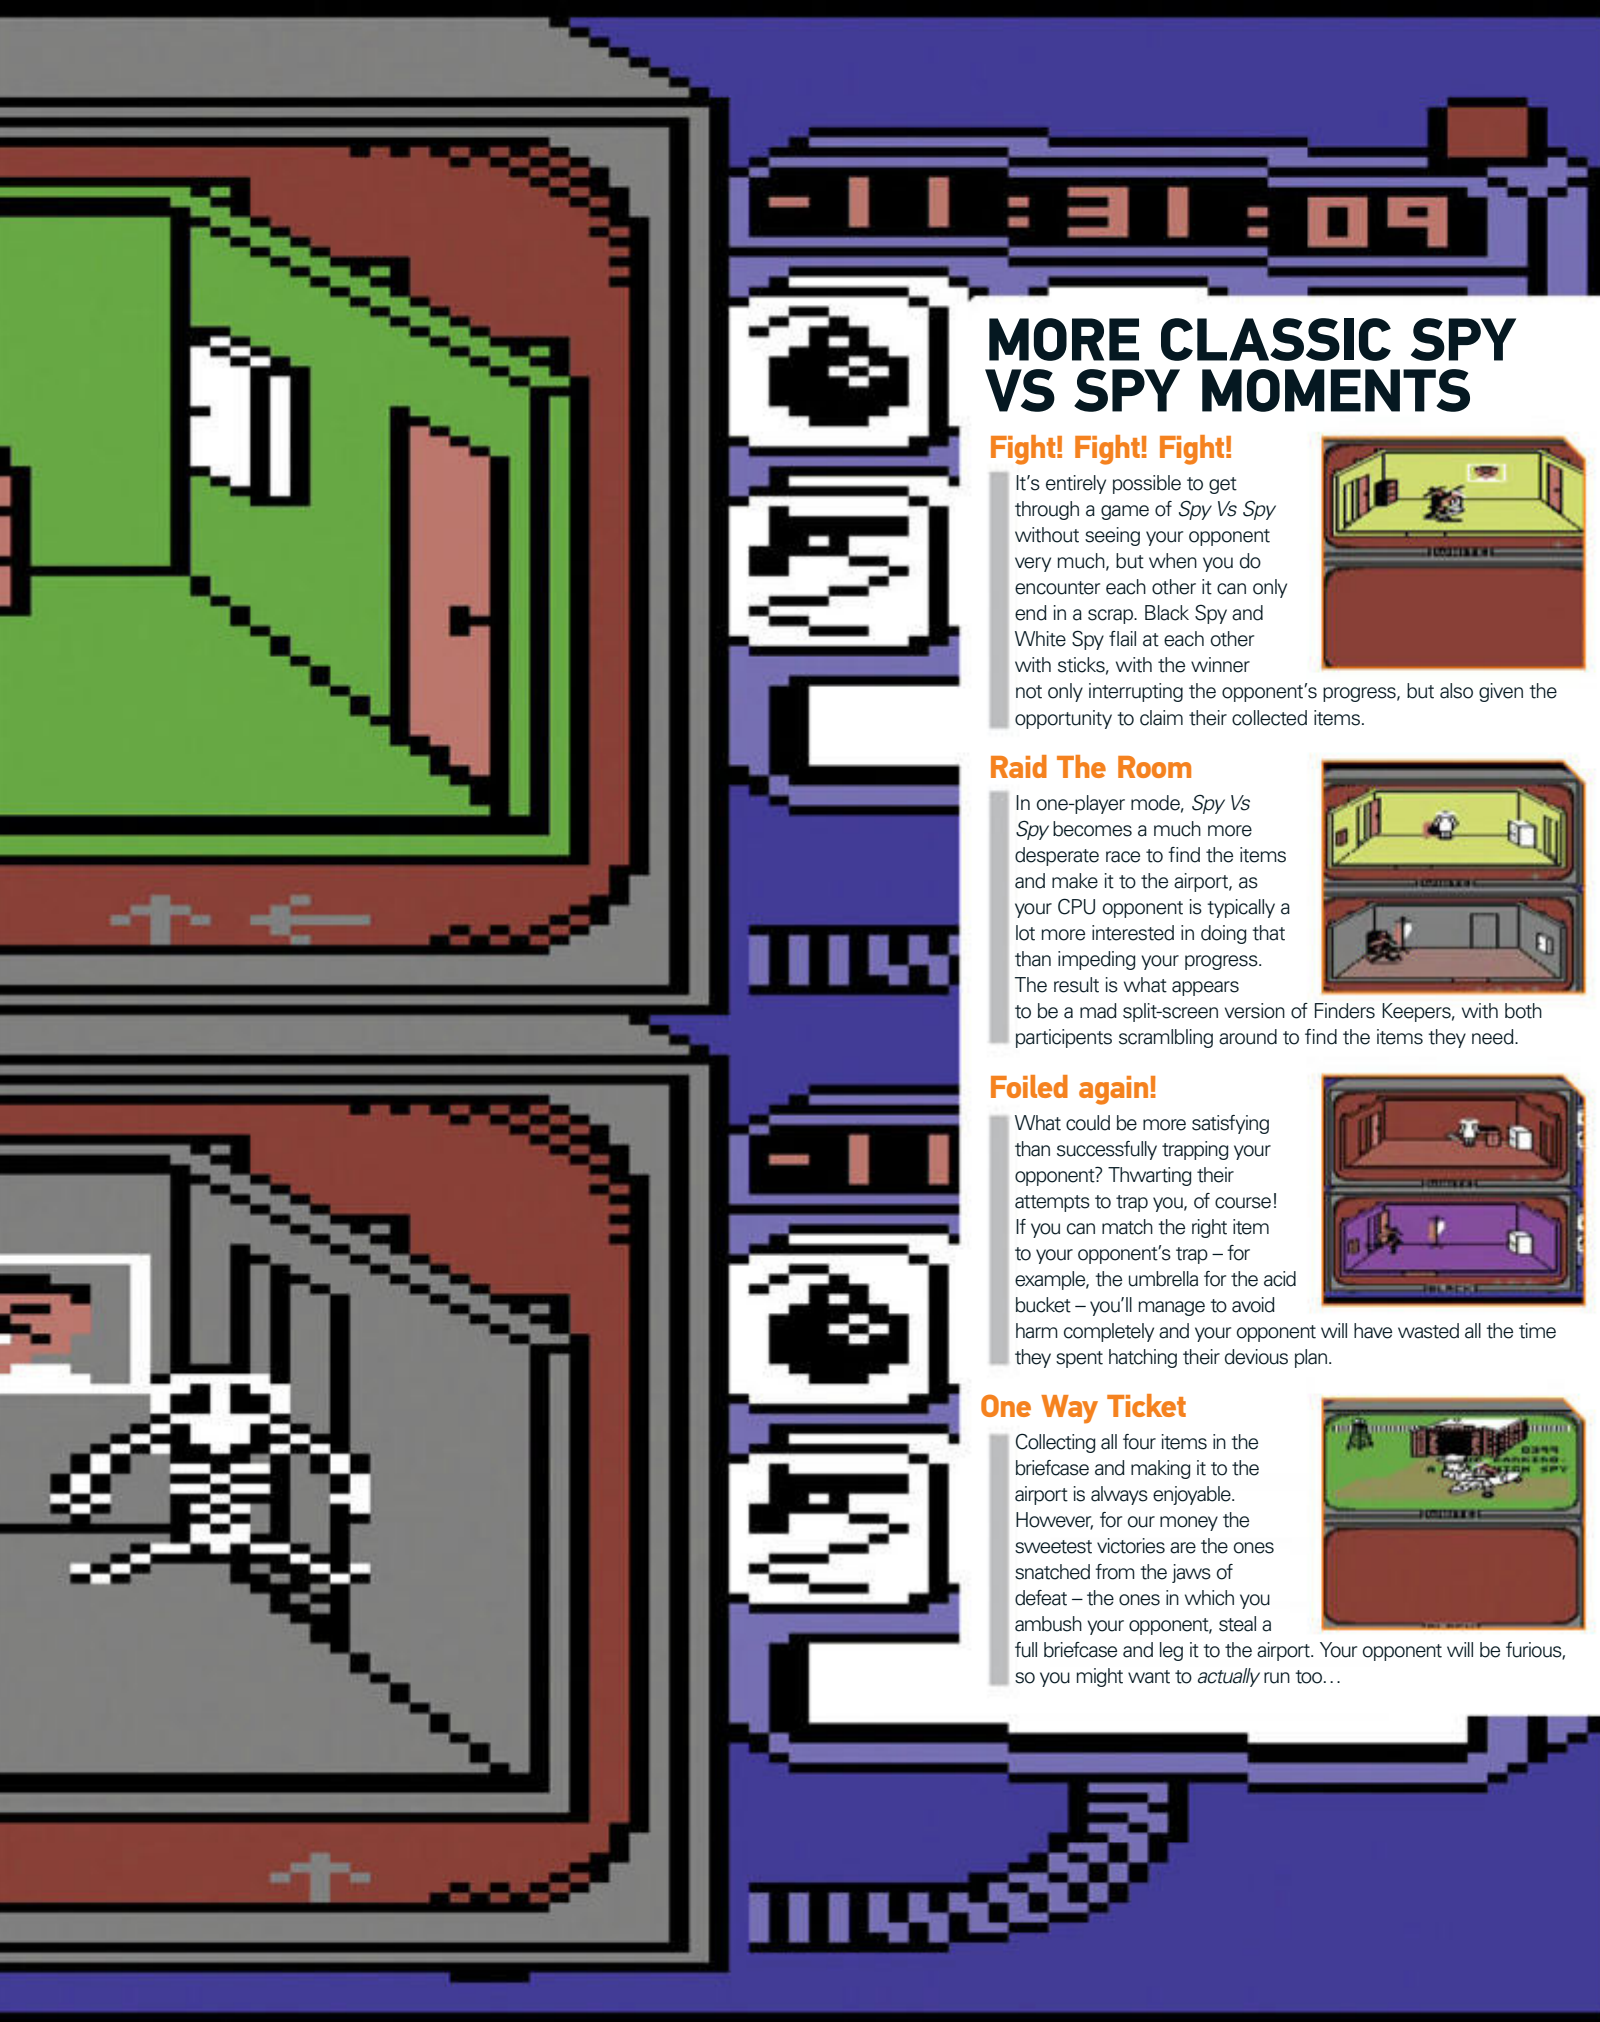 -11:31:09
MORE CLASSIC SPY
VS SPY MOMENTS
Fight! Fight! Fight!
It's entirely possible to get
through a game of Spy Vs Spy
without seeing your opponent
very much, but when you do
encounter each other it can only
end in a scrap. Black Spy and
White Spy flail at each other
with sticks, with the winner
not only interrupting the opponent's progress, but also given the
opportunity to claim their collected items.
Raid The Room
In one-player mode, Spy Vs
Spy becomes a much more
desperate race to find the items
and make it to the airport, as
your CPU opponent is typically a
lot more interested in doing that
than impeding your progress.
The result is what appears
to be a mad split-screen version of Finders Keepers, with both
participants scramlbling around to find the items they need.
-11
Foiled again!
What could be more satisfying
than successfully trapping your
opponent? Thwarting their
attempts to trap you, of course!
If you can match the right item
to your opponent's trap – for
example, the umbrella for the acid
bucket – you'll manage to avoid
harm completely and your opponent will have wasted all the time
they spent hatching their devious plan.
BLACK
One Way Ticket
Collecting all four items in the
briefcase and making it to the
airport is always enjoyable.
However, for our money the
sweetest victories are the ones
snatched from the jaws of
defeat – the ones in which you
ambush your opponent, steal a
full briefcase and leg it to the airport. Your opponent will be furious,
so you might want to actually run too...
0399
RANKING.
SPY